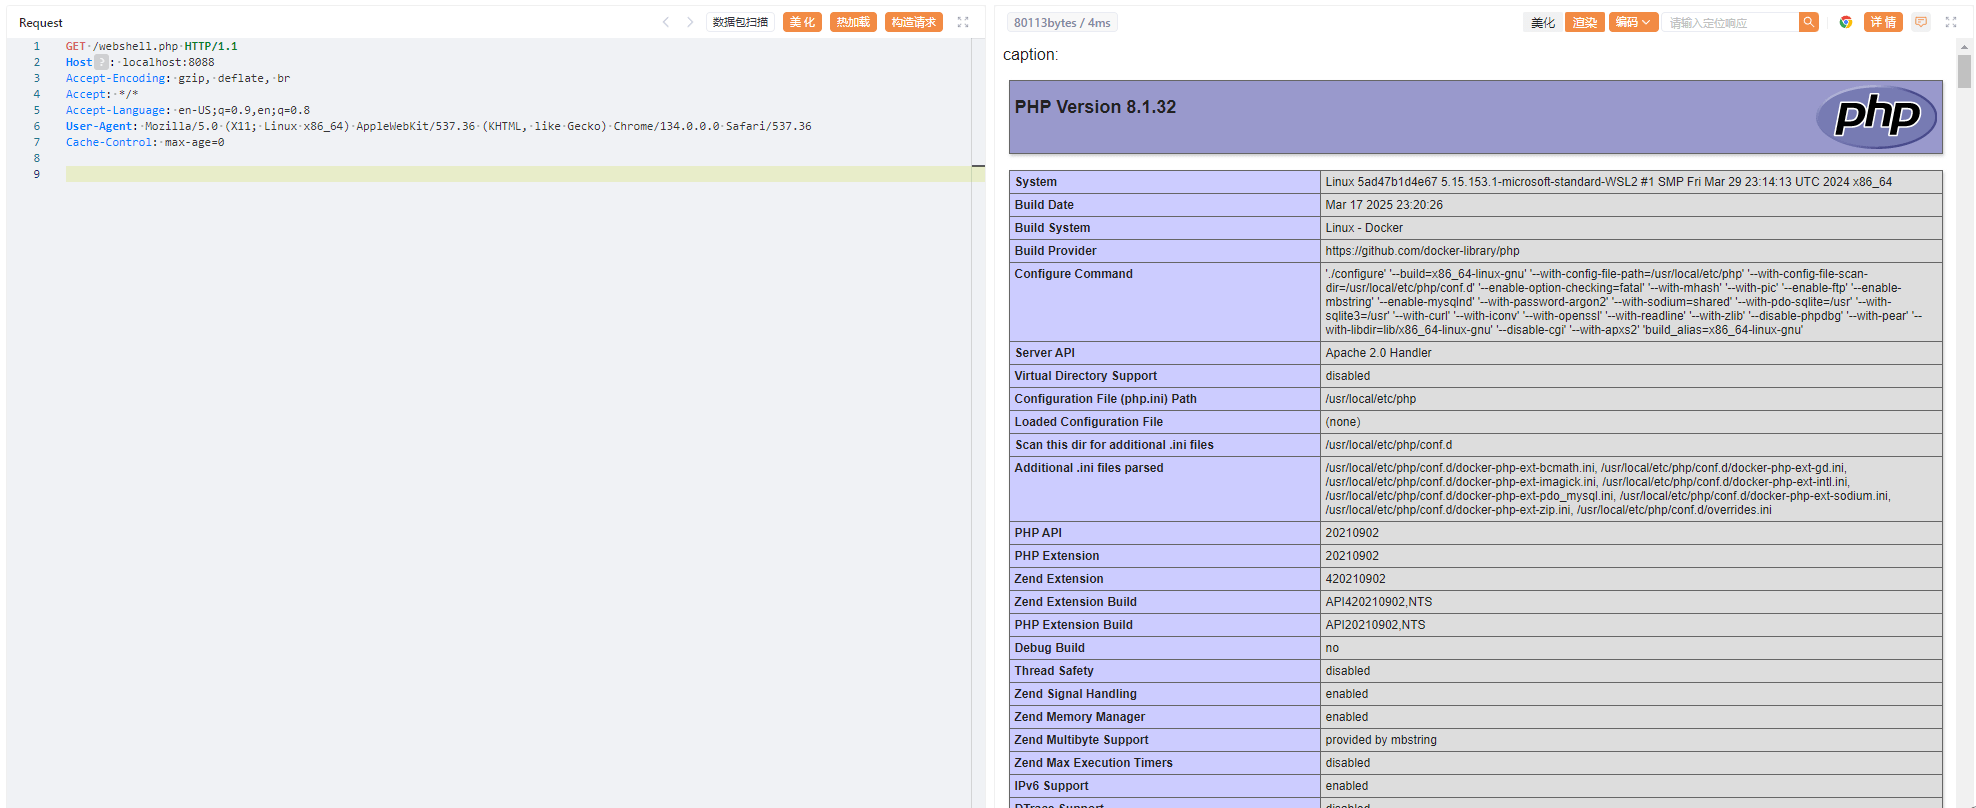 Request
数据包扫描 美化 热加载 构造请求
1 GET /webshell.php HTTP/1.1
2 Host ? : localhost:8088
3 Accept-Encoding: gzip, deflate, br
4 Accept: */*
5 Accept-Language: en-US;q=0.9,en;q=0.8
6 User-Agent: Mozilla/5.0 (X11; Linux x86_64) AppleWebKit/537.36 (KHTML, like Gecko) Chrome/134.0.0.0 Safari/537.36
7 Cache-Control: max-age=0
8
9
80113bytes / 4ms
美化 渲染 编码 请输入定位响应 详情
caption:
PHP Version 8.1.32
php
System Linux 5ad47b1d4e67 5.15.153.1-microsoft-standard-WSL2 #1 SMP Fri Mar 29 23:14:13 UTC 2024 x86_64
Build Date Mar 17 2025 23:20:26
Build System Linux - Docker
Build Provider https://github.com/docker-library/php
Configure Command './configure' '--build=x86_64-linux-gnu' '--with-config-file-path=/usr/local/etc/php' '--with-config-file-scan-
dir=/usr/local/etc/php/conf.d' '--enable-option-checking=fatal' '--with-mhash' '--with-pic' '--enable-ftp' '--enable-
mbstring' '--enable-mysqlnd' '--with-password-argon2' '--with-sodium=shared' '--with-pdo-sqlite=/usr' '--with-
sqlite3=/usr' '--with-curl' '--with-iconv' '--with-openssl' '--with-readline' '--with-zlib' '--disable-phpdbg' '--with-pear' '--
with-libdir=lib/x86_64-linux-gnu' '--disable-cgi' '--with-apxs2' 'build_alias=x86_64-linux-gnu'
Server API Apache 2.0 Handler
Virtual Directory Support disabled
Configuration File (php.ini) Path /usr/local/etc/php
Loaded Configuration File (none)
Scan this dir for additional .ini files /usr/local/etc/php/conf.d
Additional .ini files parsed /usr/local/etc/php/conf.d/docker-php-ext-bcmath.ini, /usr/local/etc/php/conf.d/docker-php-ext-gd.ini,
/usr/local/etc/php/conf.d/docker-php-ext-imagick.ini, /usr/local/etc/php/conf.d/docker-php-ext-intl.ini,
/usr/local/etc/php/conf.d/docker-php-ext-pdo_mysql.ini, /usr/local/etc/php/conf.d/docker-php-ext-sodium.ini,
/usr/local/etc/php/conf.d/docker-php-ext-zip.ini, /usr/local/etc/php/conf.d/overrides.ini
PHP API 20210902
PHP Extension 20210902
Zend Extension 420210902
Zend Extension Build API420210902,NTS
PHP Extension Build API20210902,NTS
Debug Build no
Thread Safety disabled
Zend Signal Handling enabled
Zend Memory Manager enabled
Zend Multibyte Support provided by mbstring
Zend Max Execution Timers disabled
IPv6 Support enabled
DTrace Support disabled